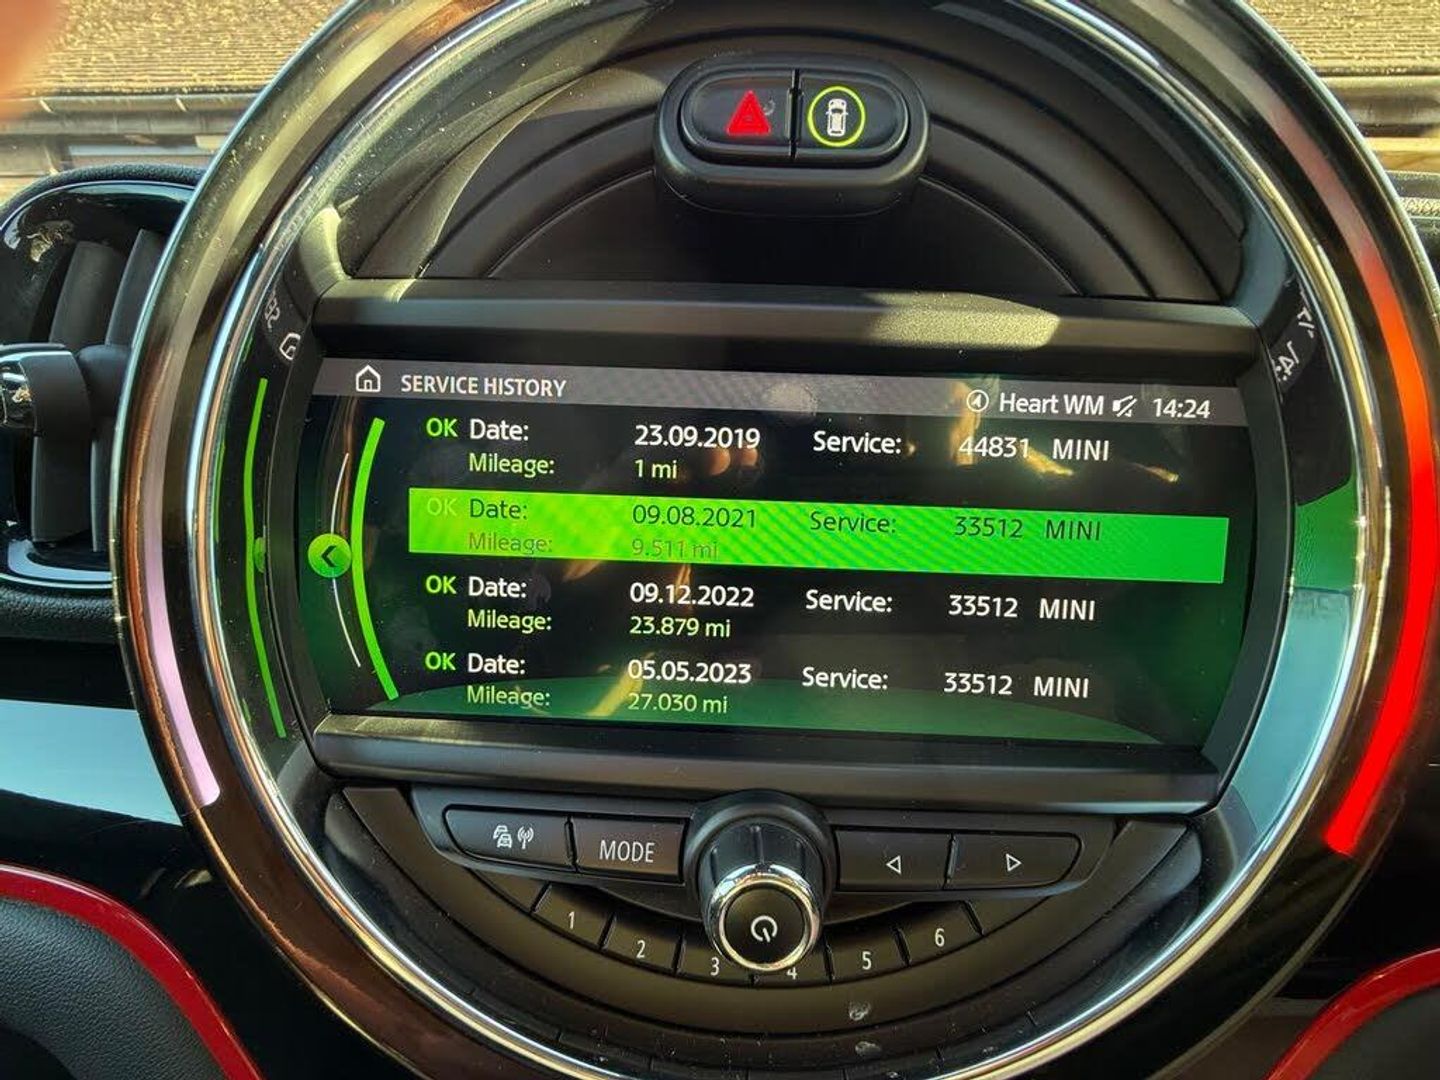 SERVICE HISTORY Heart WM 14:24
OK Date: 23.09.2019 Service: 44831 MINI
Mileage: 1 mi
OK Date: 09.08.2021 Service: 33512 MINI
Mileage: 9.511 mi
OK Date: 09.12.2022 Service: 33512 MINI
Mileage: 23.879 mi
OK Date: 05.05.2023 Service: 33512 MINI
Mileage: 27.030 mi
MODE
1 2 3 4 5 6